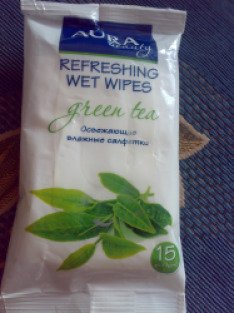 AURA
beauty
REFRESHING
WET WIPES
green tea
Освежающие
влажные салфетки
15